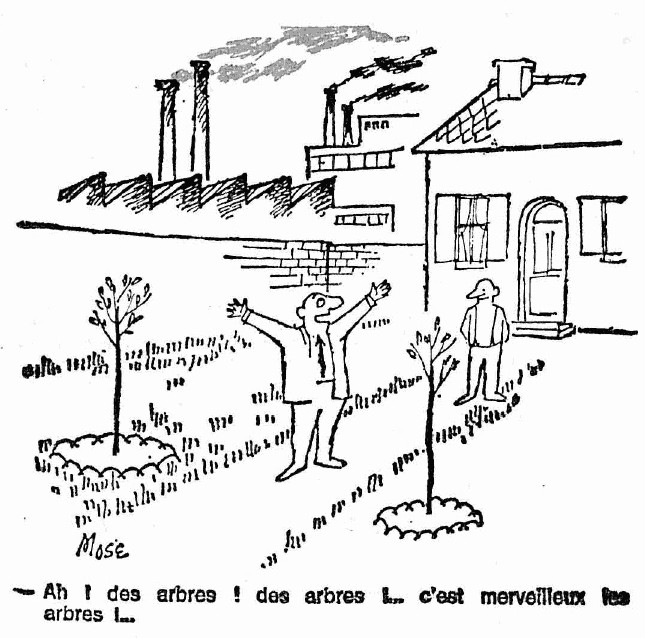 MOSE
— Ah ! des arbres ! des arbres !... c'est merveilleux les
arbres !...